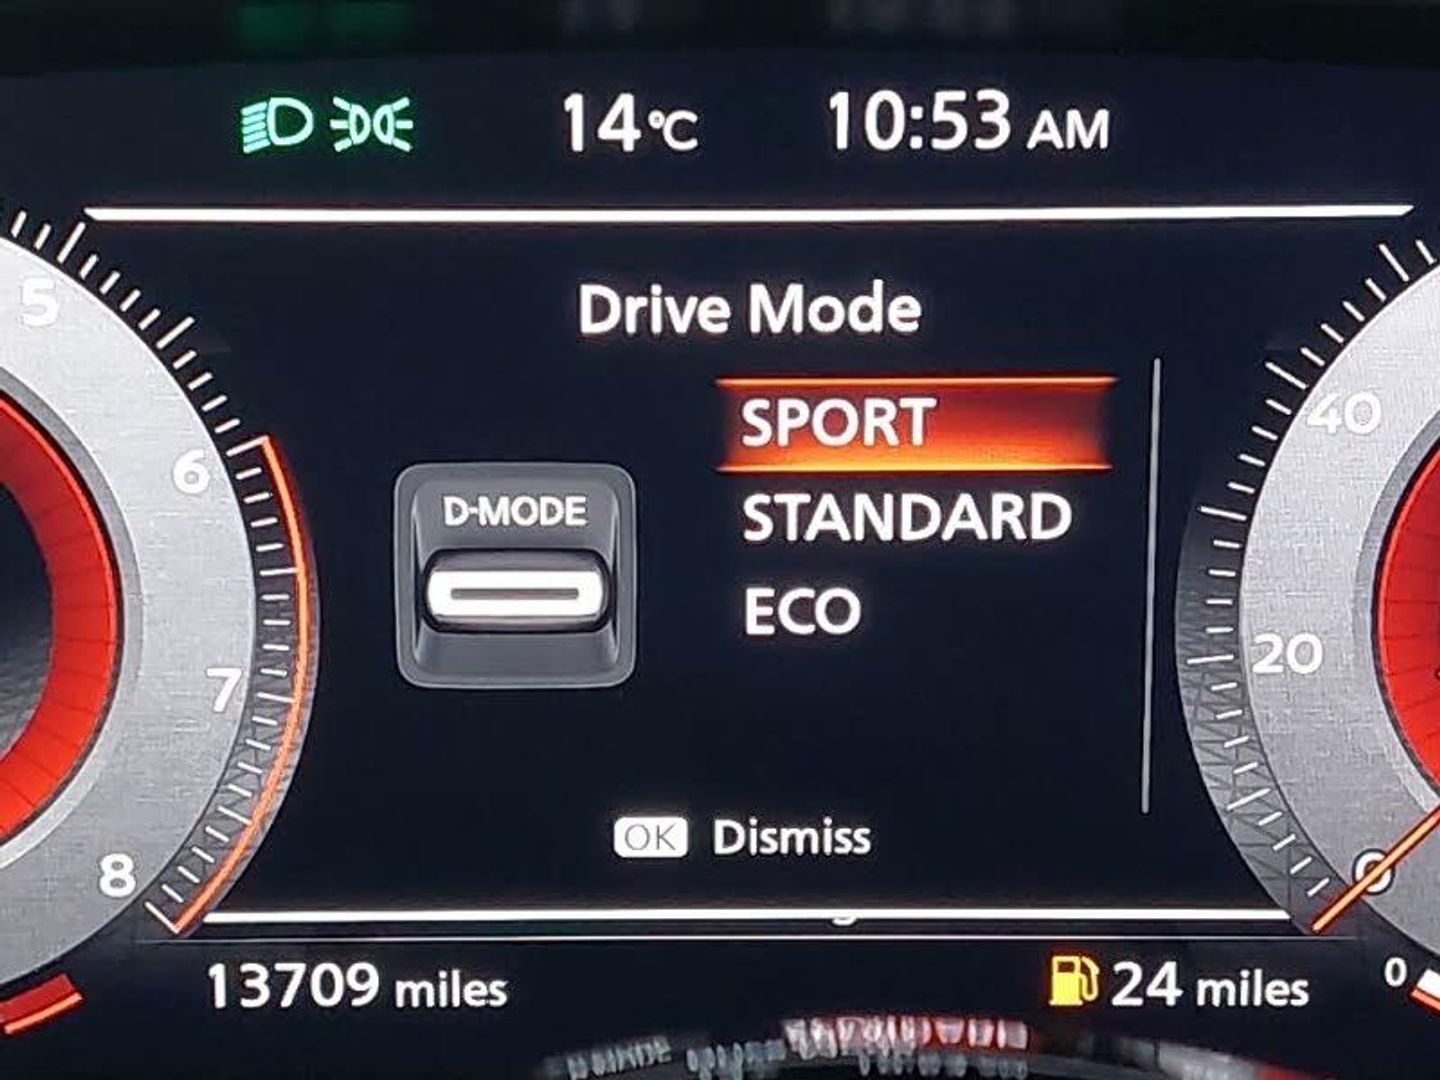 14°C 10:53 AM
Drive Mode
5
40
SPORT
6
D-MODE
STANDARD
ECO
20
7
OK Dismiss
8
0
13709 miles
24 miles
0